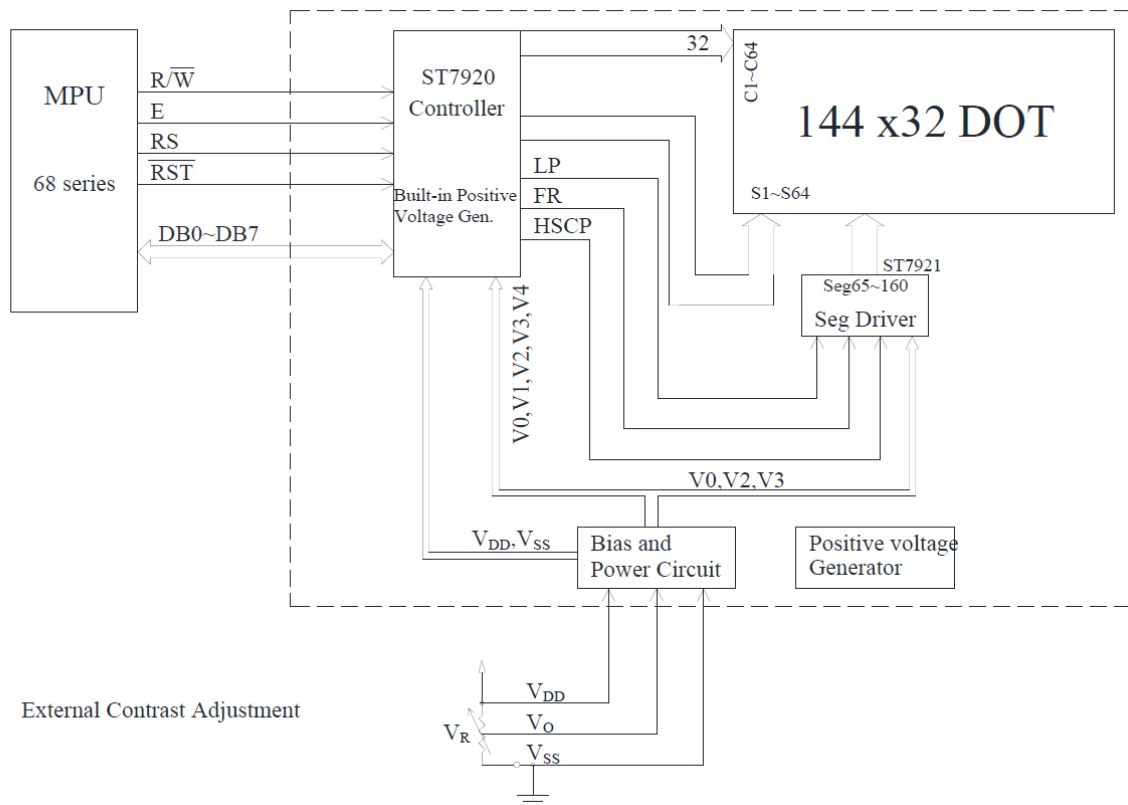 MPU
68 series
R/W̅
E
RS
R̅S̅T̅
DB0~DB7
ST7920
Controller
Built-in Positive
Voltage Gen.
32
C1~C64
144 x32 DOT
S1~S64
LP
FR
HSCP
ST7921
Seg65~160
Seg Driver
V0,V1,V2,V3,V4
V0,V2,V3
VDD,VSS
Bias and
Power Circuit
Positive voltage
Generator
External Contrast Adjustment
VDD
VR
VO
VSS